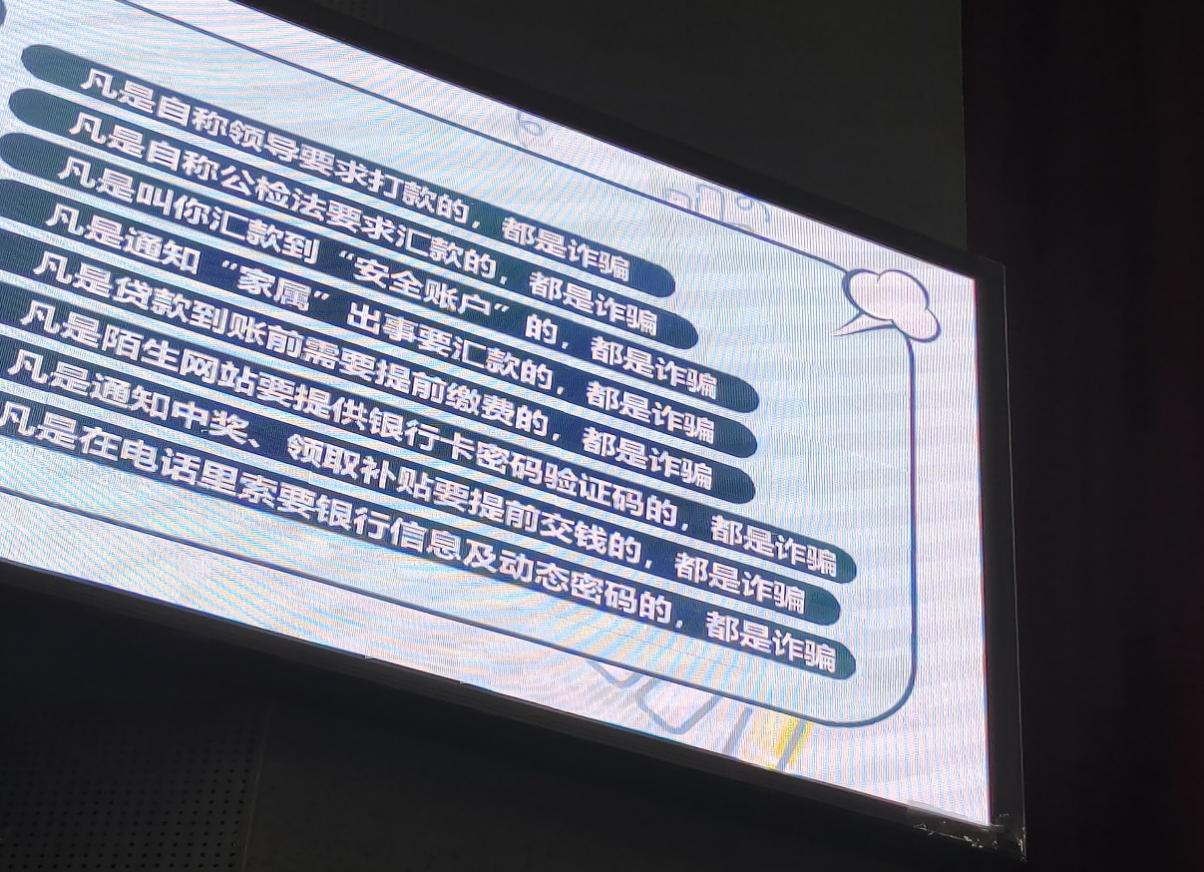 凡是自称领导要求打款的，都是诈骗
凡是自称公检法要求汇款的，都是诈骗
凡是叫你汇款到“安全账户”的，都是诈骗
凡是通知“家属”出事要汇款的，都是诈骗
凡是贷款到账前需要提前缴费的，都是诈骗
凡是陌生网站要提供银行卡密码验证码的，都是诈骗
凡是通知中奖、领取补贴要提前交钱的，都是诈骗
凡是在电话里索要银行信息及动态密码的，都是诈骗